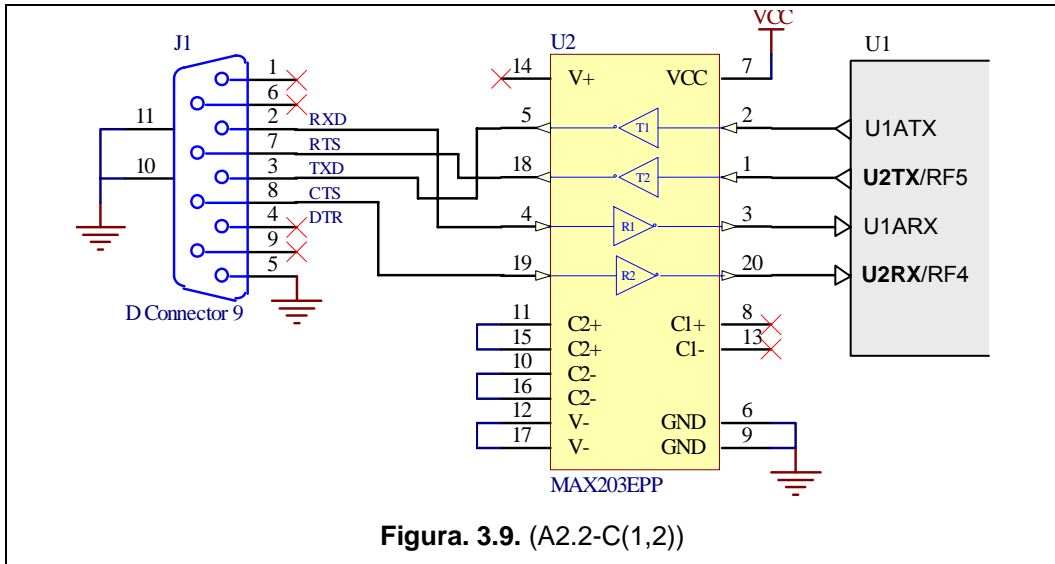 VCC
J1
U2
U1
1
14
V+
VCC
7
6
11
2
RXD
5
T1
2
U1ATX
7
RTS
10
3
TXD
18
T2
1
U2TX/RF5
8
CTS
4
DTR
4
R1
3
U1ARX
9
5
19
R2
20
U2RX/RF4
D Connector 9
11
C2+
C1+
8
15
C2+
C1-
13
10
C2-
16
C2-
12
V-
GND
6
17
V-
GND
9
MAX203EPP
Figura. 3.9. (A2.2-C(1,2))